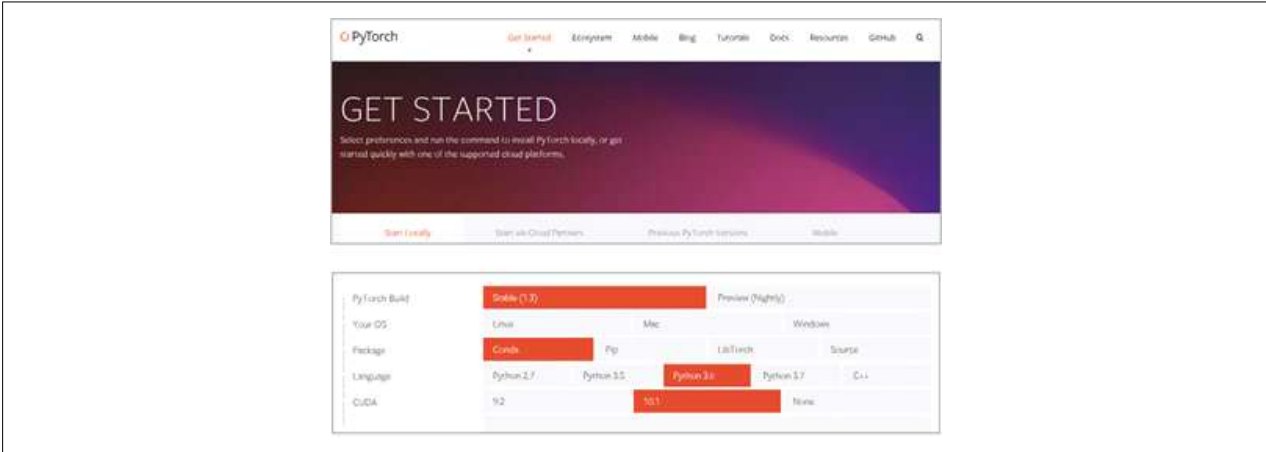 PyTorch Get Started Ecosystem Mobile Blog Tutorials Docs Resources GitHub
GET STARTED
Select preferences and run the command to install PyTorch locally, or get
started quickly with one of the supported cloud platforms.
Start Locally Start via Cloud Partners Previous PyTorch Versions Mobile
PyTorch Build Stable (1.3) Preview (Nightly)
Your OS Linux Mac Windows
Package Conda Pip LibTorch Source
Language Python 2.7 Python 3.5 Python 3.6 Python 3.7 C++
CUDA 9.2 10.1 None